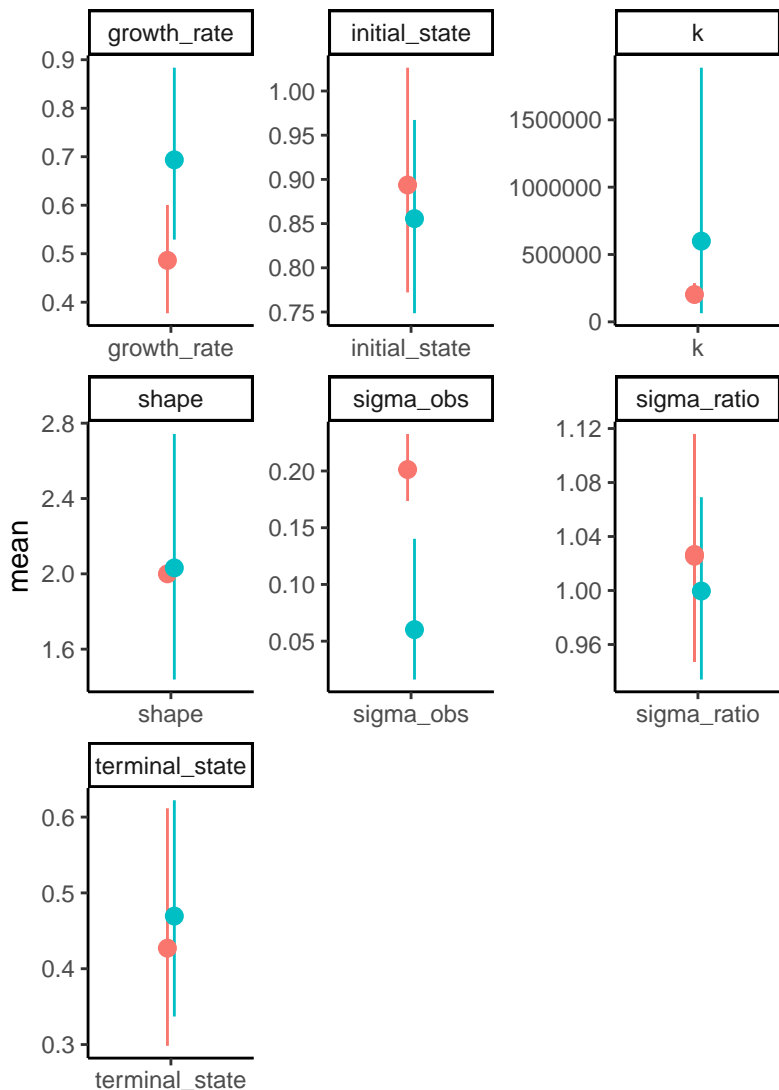 growth_rate
initial_state
k
0.9
0.8
0.7
0.6
0.5
0.4
1.00
0.95
0.90
0.85
0.80
0.75
1500000
1000000
500000
0
growth_rate
initial_state
k
shape
sigma_obs
sigma_ratio
2.8
2.4
2.0
1.6
0.20
0.15
0.10
0.05
1.12
1.08
1.04
1.00
0.96
mean
shape
sigma_obs
sigma_ratio
terminal_state
0.6
0.5
0.4
0.3
terminal_state